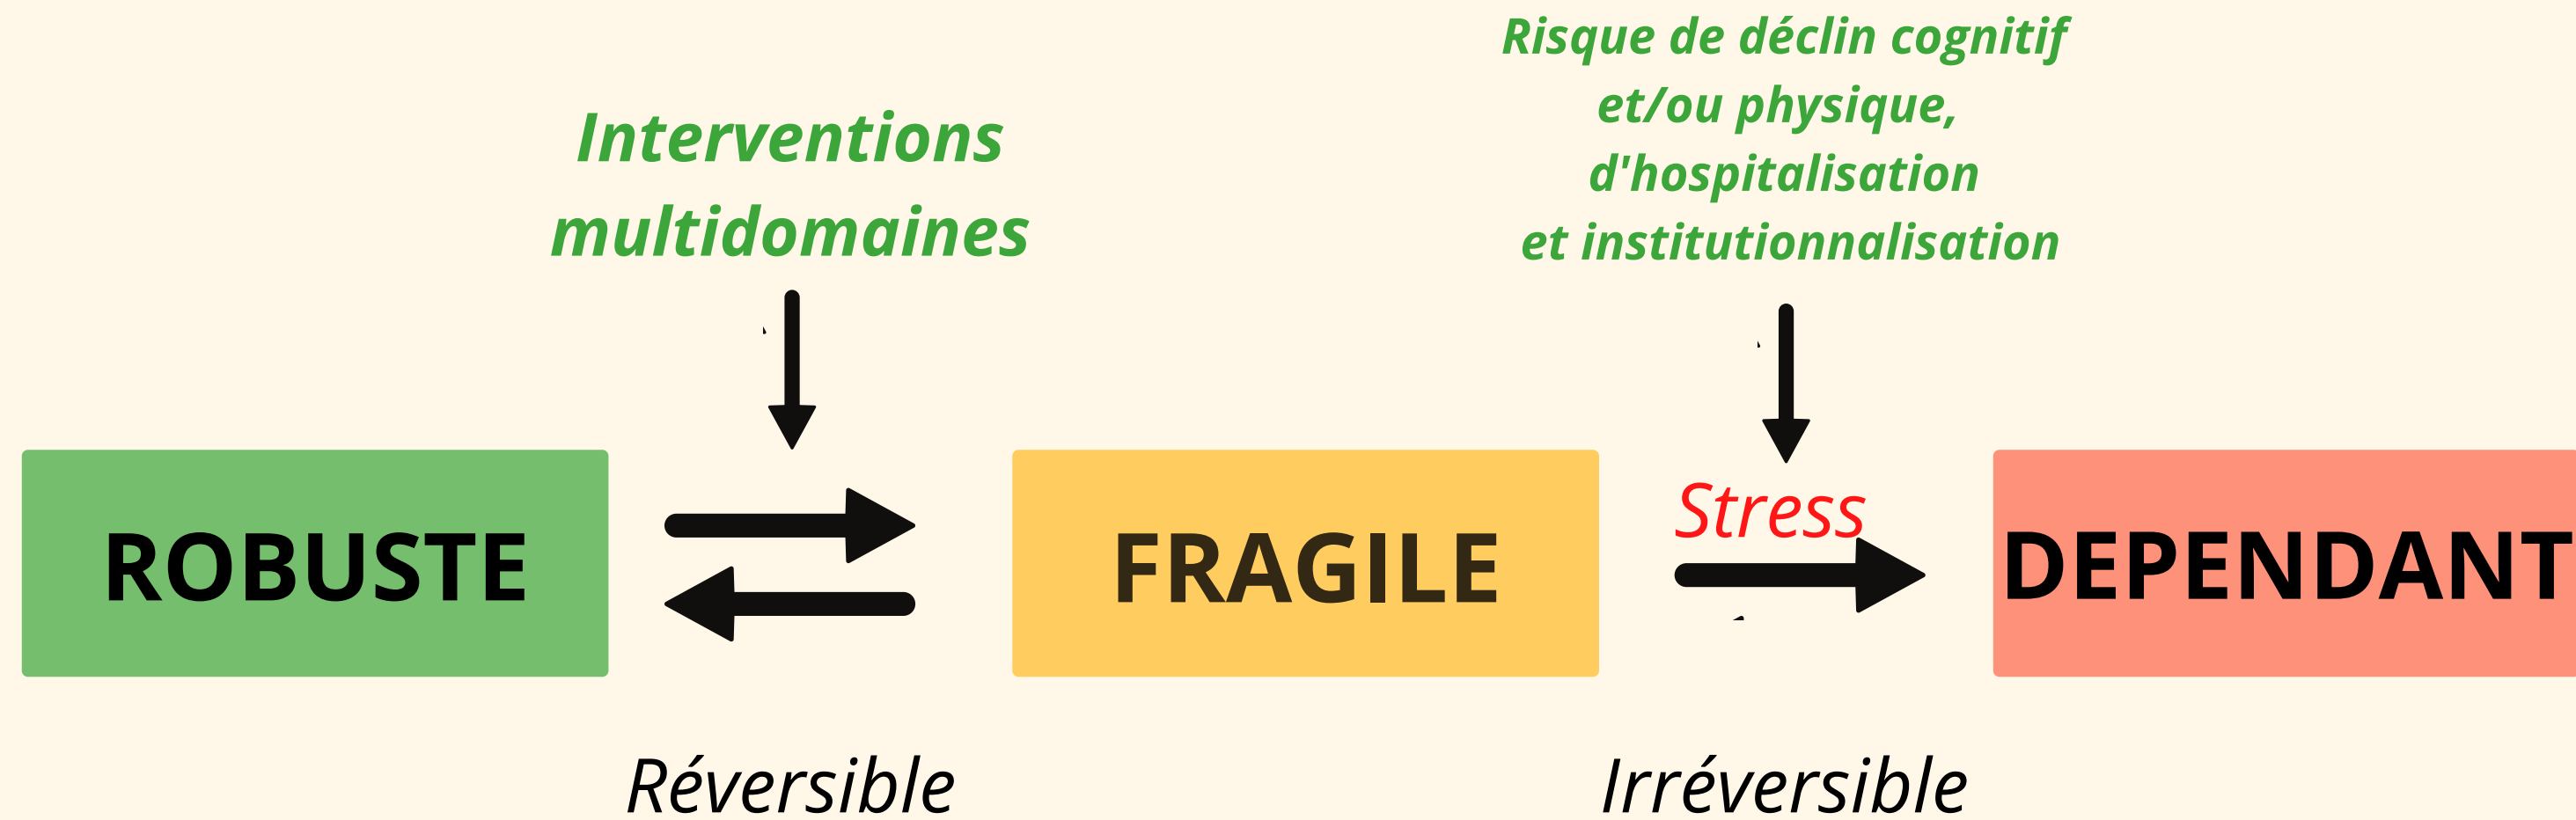 Risque de déclin cognitif
et/ou physique,
d'hospitalisation
et institutionnalisation
Interventions
multidomaines
Stress
ROBUSTE
FRAGILE
DEPENDANT
Réversible
Irréversible